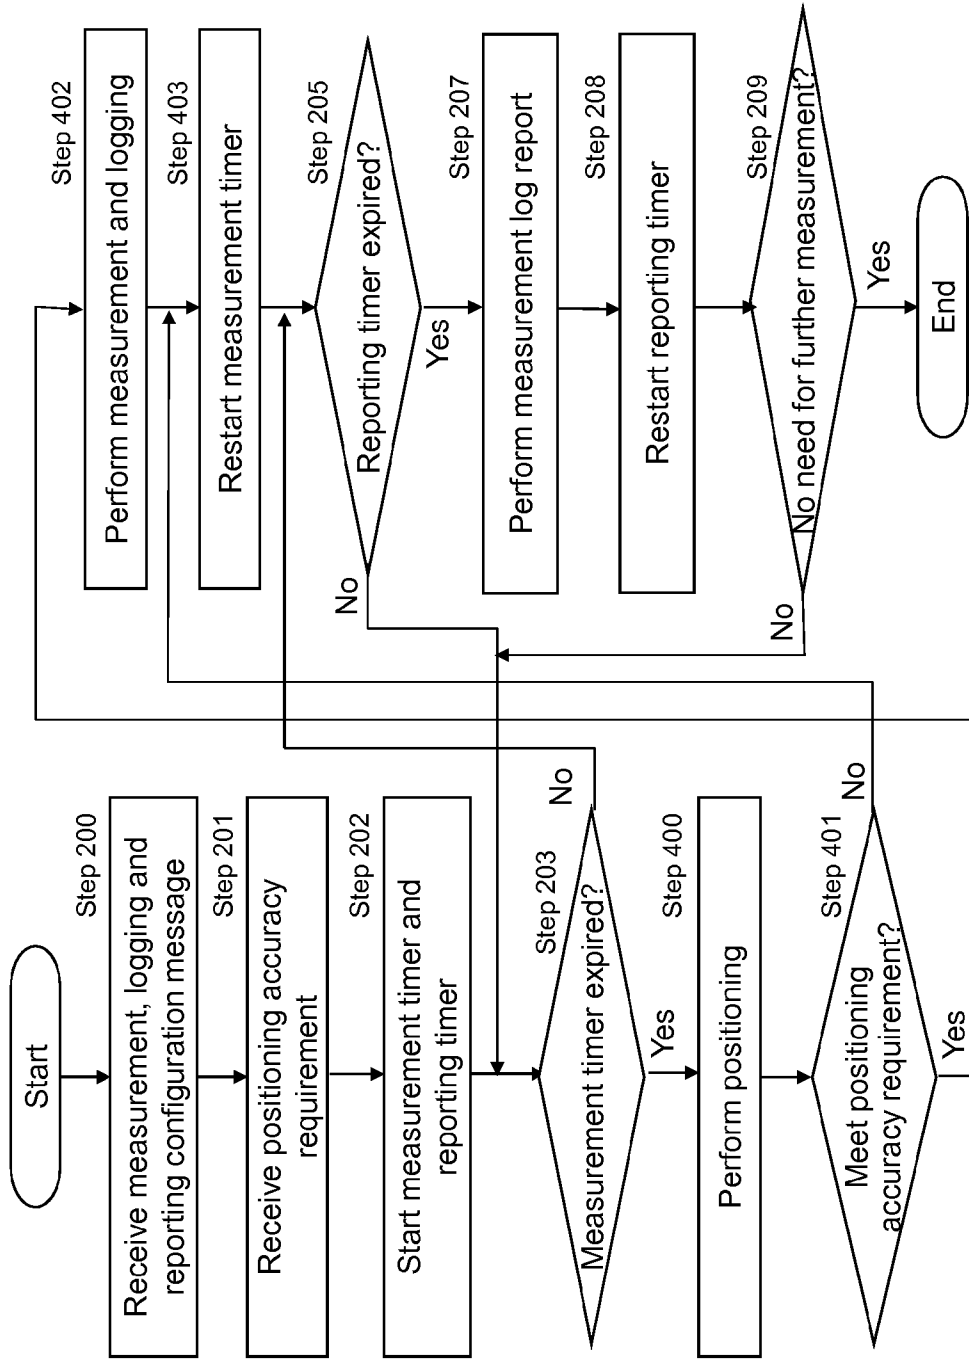 Start
Step 200
Receive measurement, logging and
reporting configuration message
Step 201
Receive positioning accuracy
requirement
Step 202
Start measurement timer and
reporting timer
Step 203
Measurement timer expired?
No
Yes
Step 400
Perform positioning
Step 401
Meet positioning
accuracy requirement?
No
Yes
Step 402
Perform measurement and logging
Step 403
Restart measurement timer
Step 205
Reporting timer expired?
No
Yes
Step 207
Perform measurement log report
Step 208
Restart reporting timer
Step 209
No need for further measurement?
No
Yes
End